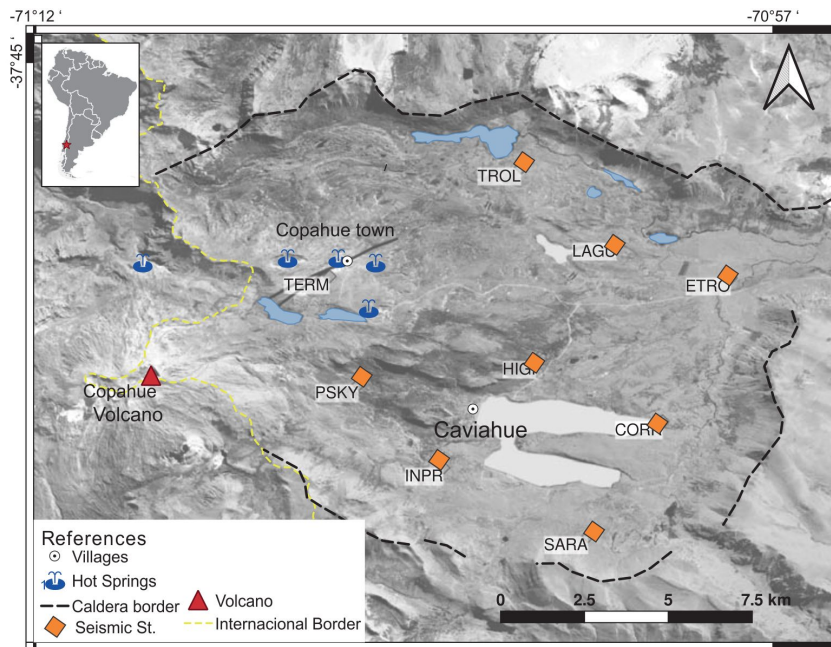 -71°12 ‘
-70°57 ‘
-37°45 ‘
TROL
Copahue town
LAGU
TERM
ETRO
HIGI
Copahue
Volcano
PSKY
Caviahue
CORI
INPR
SARA
References
Villages
Hot Springs
Caldera border
Volcano
Seismic St.
Internacional Border
0 2.5 5 7.5 km